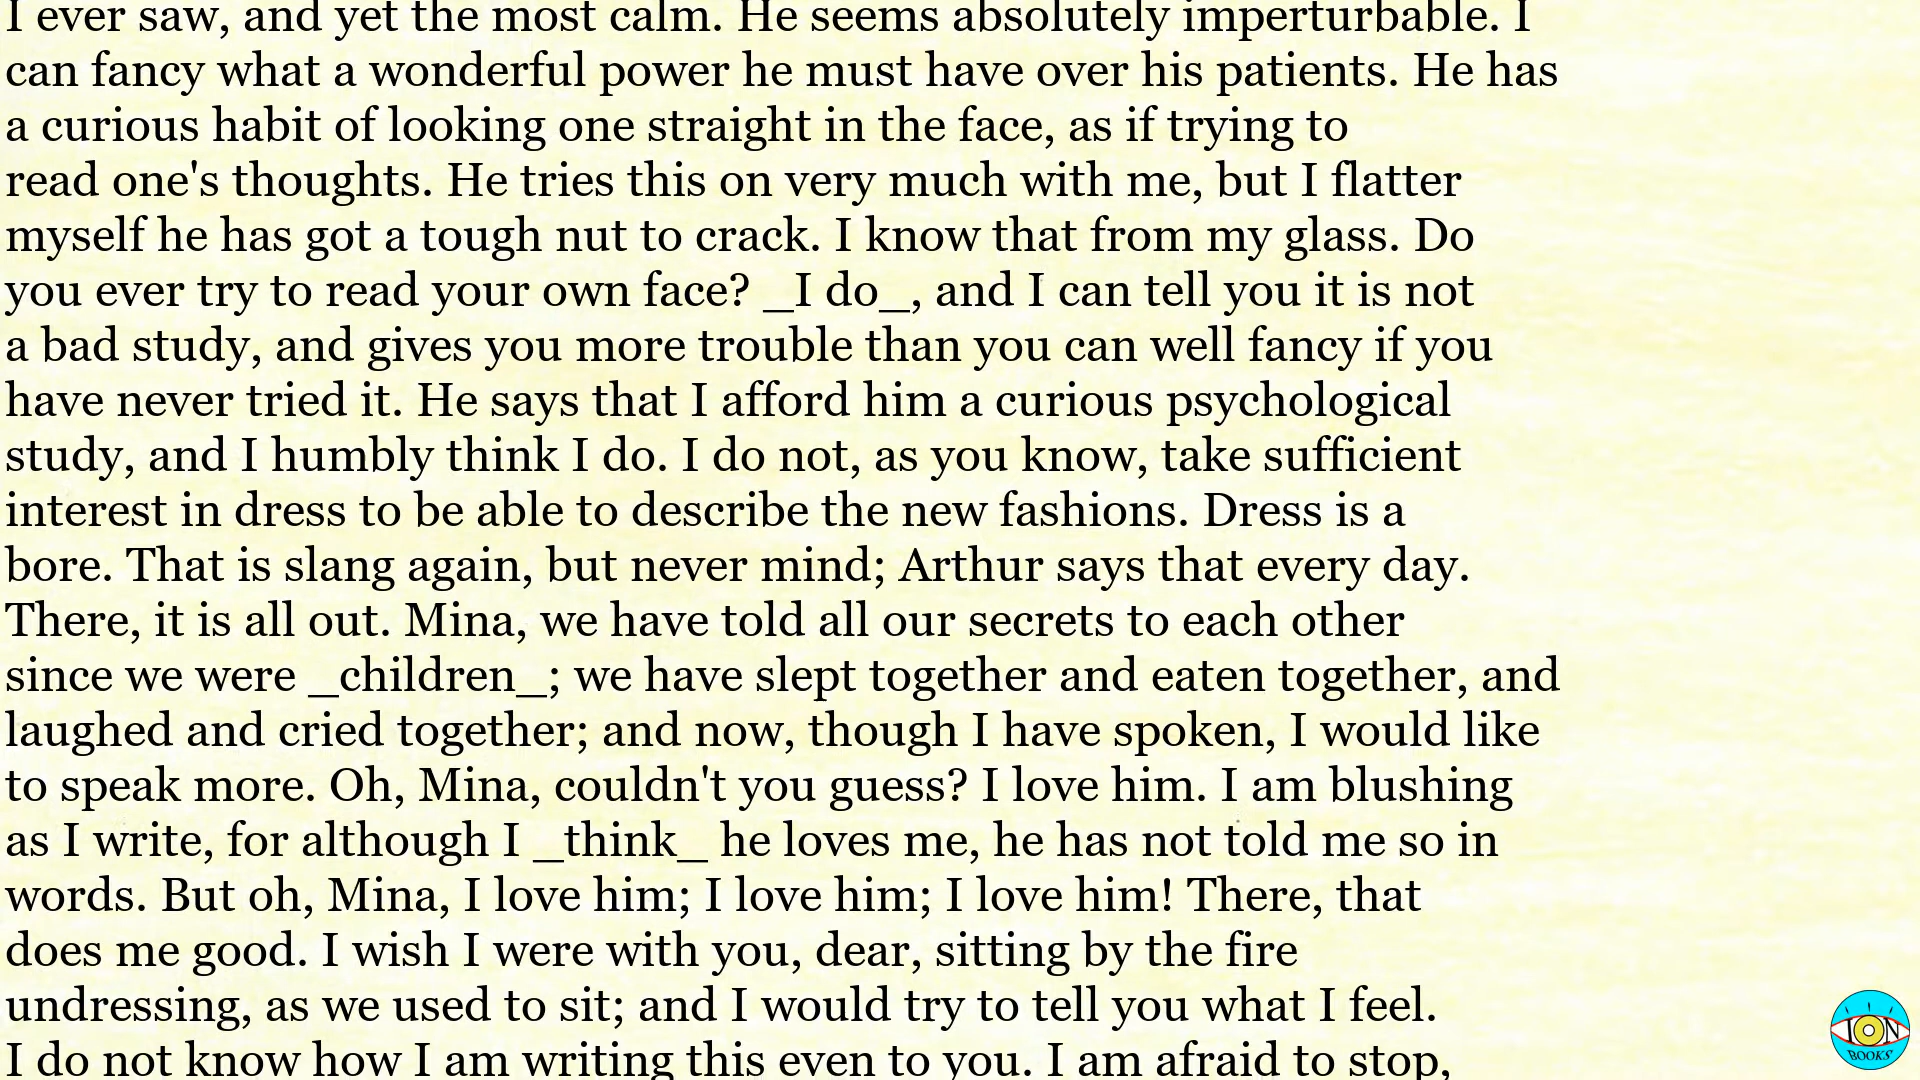 I ever saw, and yet the most calm. He seems absolutely imperturbable. I
can fancy what a wonderful power he must have over his patients. He has
a curious habit of looking one straight in the face, as if trying to
read one's thoughts. He tries this on very much with me, but I flatter
myself he has got a tough nut to crack. I know that from my glass. Do
you ever try to read your own face? _I do_, and I can tell you it is not
a bad study, and gives you more trouble than you can well fancy if you
have never tried it. He says that I afford him a curious psychological
study, and I humbly think I do. I do not, as you know, take sufficient
interest in dress to be able to describe the new fashions. Dress is a
bore. That is slang again, but never mind; Arthur says that every day.
There, it is all out. Mina, we have told all our secrets to each other
since we were _children_; we have slept together and eaten together, and
laughed and cried together; and now, though I have spoken, I would like
to speak more. Oh, Mina, couldn't you guess? I love him. I am blushing
as I write, for although I _think_ he loves me, he has not told me so in
words. But oh, Mina, I love him; I love him; I love him! There, that
does me good. I wish I were with you, dear, sitting by the fire
undressing, as we used to sit; and I would try to tell you what I feel.
I do not know how I am writing this even to you. I am afraid to stop,
ION
BOOKS